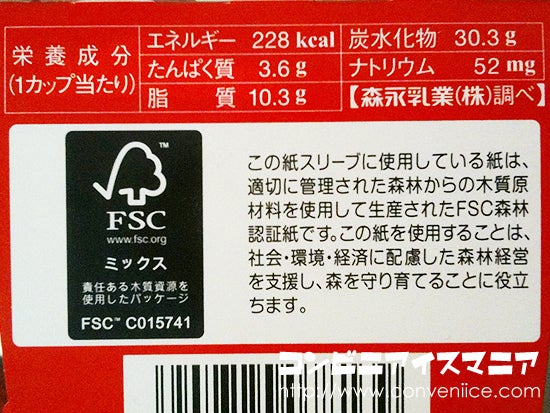 栄養成分
(1カップ当たり)
エネルギー 228 kcal
炭水化物 30.3 g
たんぱく質 3.6 g
ナトリウム 52 mg
脂質 10.3 g
【森永乳業(株)調べ】
™
FSC
www.fsc.org
ミックス
責任ある木質資源を
使用したパッケージ
FSC™ C015741
この紙スリーブに使用している紙は、
適切に管理された森林からの木質原
材料を使用して生産されたFSC森林
認証紙です。この紙を使用することは、
社会・環境・経済に配慮した森林経営
を支援し、森を守り育てることに役立
ちます。
コンビニアイスマニア
http://www.conveniice.com/